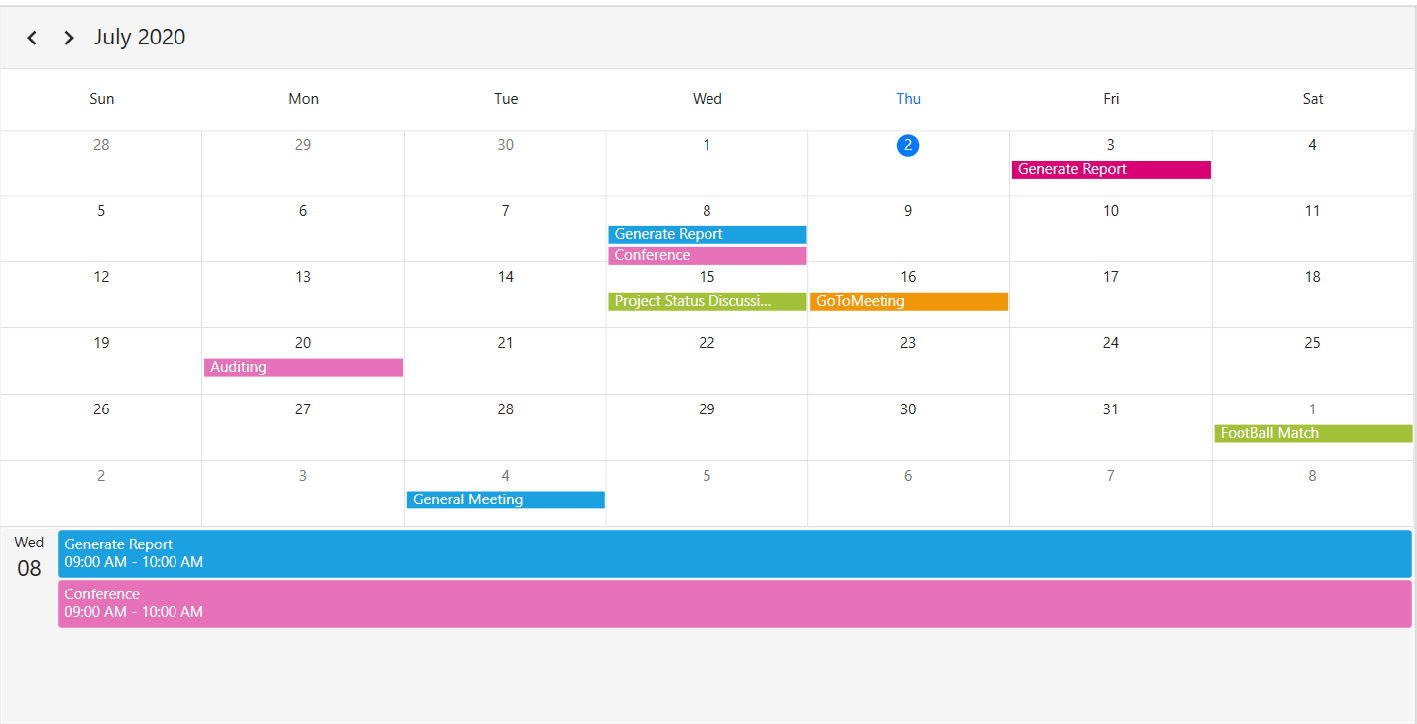 July 2020
Sun Mon Tue Wed Thu Fri Sat
28 29 30 1 2 3 4
Generate Report
5 6 7 8 9 10 11
Generate Report
Conference
12 13 14 15 16 17 18
Project Status Discussi... GoToMeeting
19 20 21 22 23 24 25
Auditing
26 27 28 29 30 31 1
FootBall Match
2 3 4 5 6 7 8
General Meeting
Wed
08
Generate Report
09:00 AM - 10:00 AM
Conference
09:00 AM - 10:00 AM